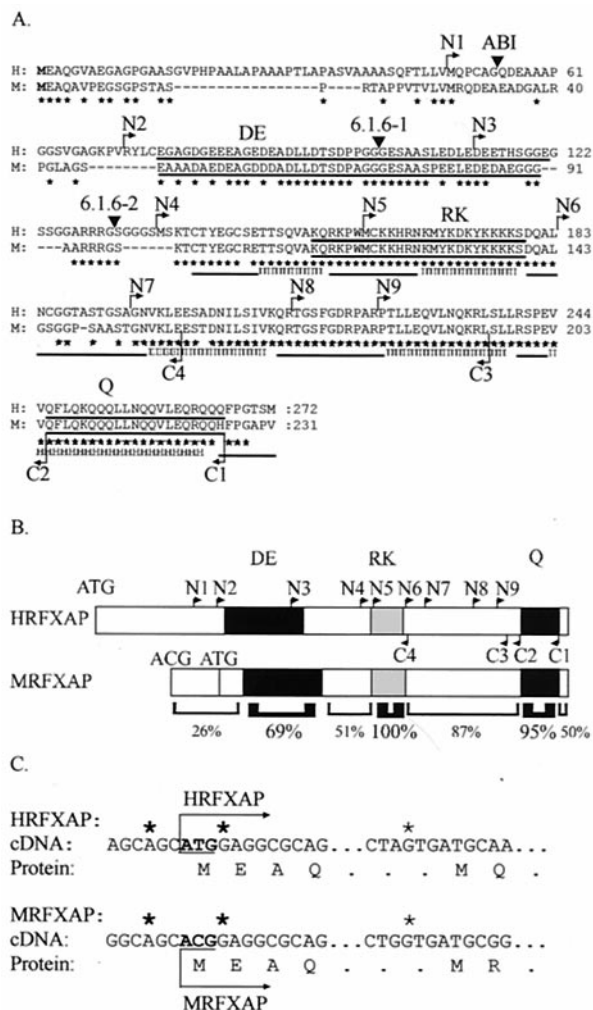 A.
N1 ABI
H: MEAQGVAEGAGPGAASGVPHPAALAPAAAPTLAPASVAAAASQFTLLVMQPCAGQDEAAAP 61
M: MEAQAVPEGSGPSTAS-----------------P---RTAPPVTVLVMRQDEAEADGALR 40
N2 DE 6.1.6-1 N3
H: GGSVGAGKPVRYLCEGAGDGEEEAGEDEADLLDTSDPPGGGESAASLEDLEDEETHSGGEG 122
M: PGLAGS---------EAAADAEDEAGDDDADLLDTSDPAGGGESAASPEELEDEDAEGGG- 91
6.1.6-2 N4 N5 RK N6
H: SSGGARRRGSGGGSMSKTCTYEGCSETTSQVAKQRKPWMCKKHRNKMYKDKYKKKKSDQAL 183
M: ---AARRRGS-----KTCTYEGCRETTSQVAKQRKPWMCKKHRNKMYKDKYKKKKSDQAL 143
N7 N8 N9
H: NCGGTASTGSAGNVKLEESADNILSIVKQRTGSFGDRPARPTLLEQVLNQKRLSLLRSPEV 244
M: GSGGP-SAASTGNVKLEESTDNILSIVKQRTGSFGDRPARPTLLEQVLNQKRLSLLRSPEV 203
C4 C3
Q
H: VQFLQKQQQLLNQQVLEQRQQQFPGTSM :272
M: VQFLQKQQQLLNQQVLEQRQQHFPGAPV :231
HHHHHHHHHHHHHHHHHHHHHHH
C2 C1
B.
DE RK Q
ATG N1 N2 N3 N4 N5 N6 N7 N8 N9
HRFXAP
ACG ATG C4 C3 C2 C1
MRFXAP
26% 69% 51% 100% 87% 95% 50%
C.
HRFXAP
HRFXAP:
cDNA: AGCAGCATGGAGGCGCAG...CTAGTGATGCAA...
Protein: M E A Q . . . M Q .
MRFXAP:
cDNA: GGCAGCACGGAGGCGCAG...CTGGTGATGCGG...
Protein: M E A Q . . . M R .
MRFXAP